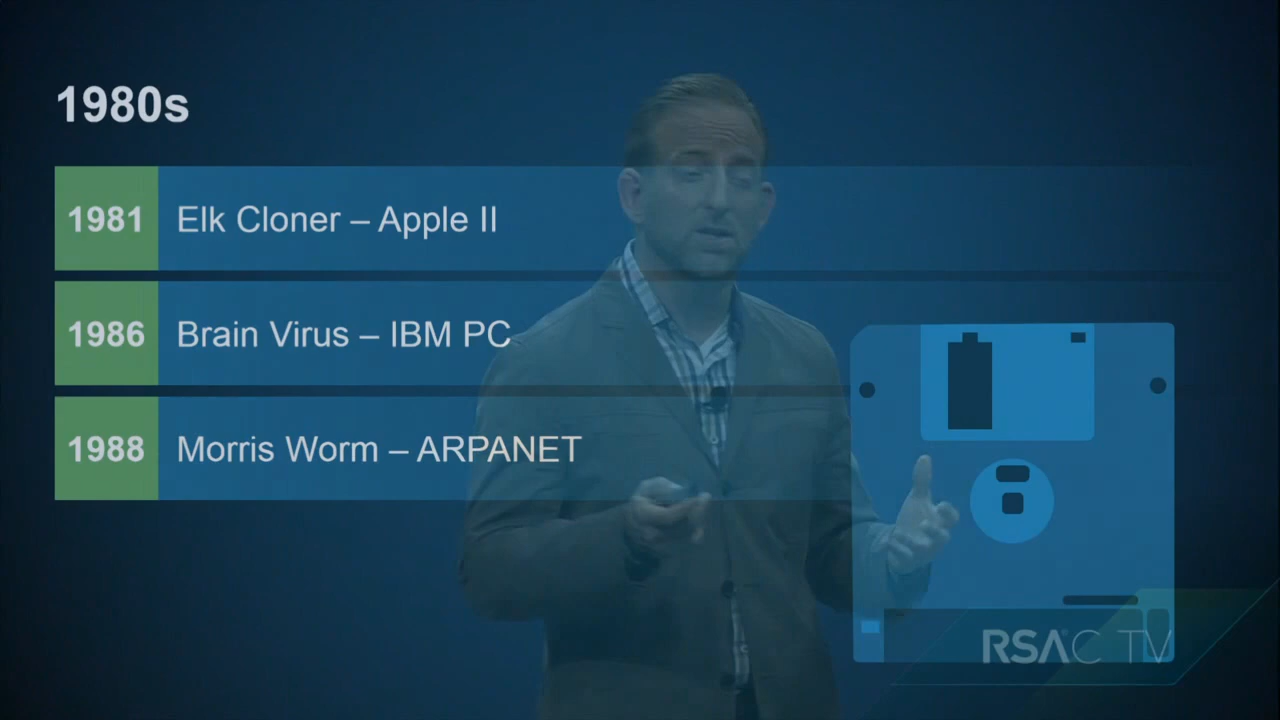 1980s
1981 Elk Cloner – Apple II
1986 Brain Virus – IBM PC
1988 Morris Worm – ARPANET
RSAC TV